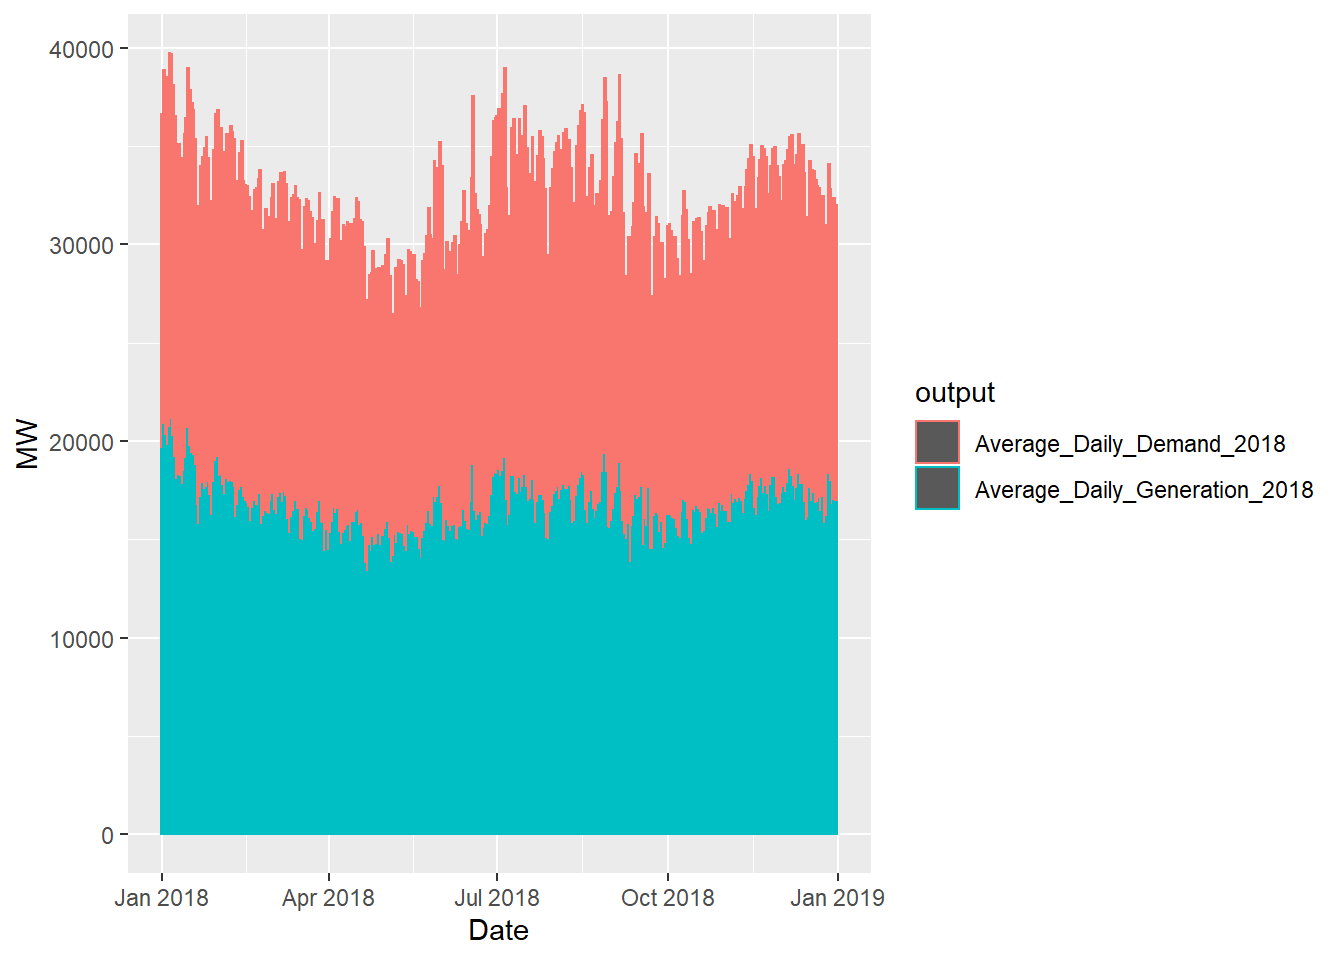 40000
30000
20000
10000
0
MW
Jan 2018
Apr 2018
Jul 2018
Oct 2018
Jan 2019
Date
output
Average_Daily_Demand_2018
Average_Daily_Generation_2018